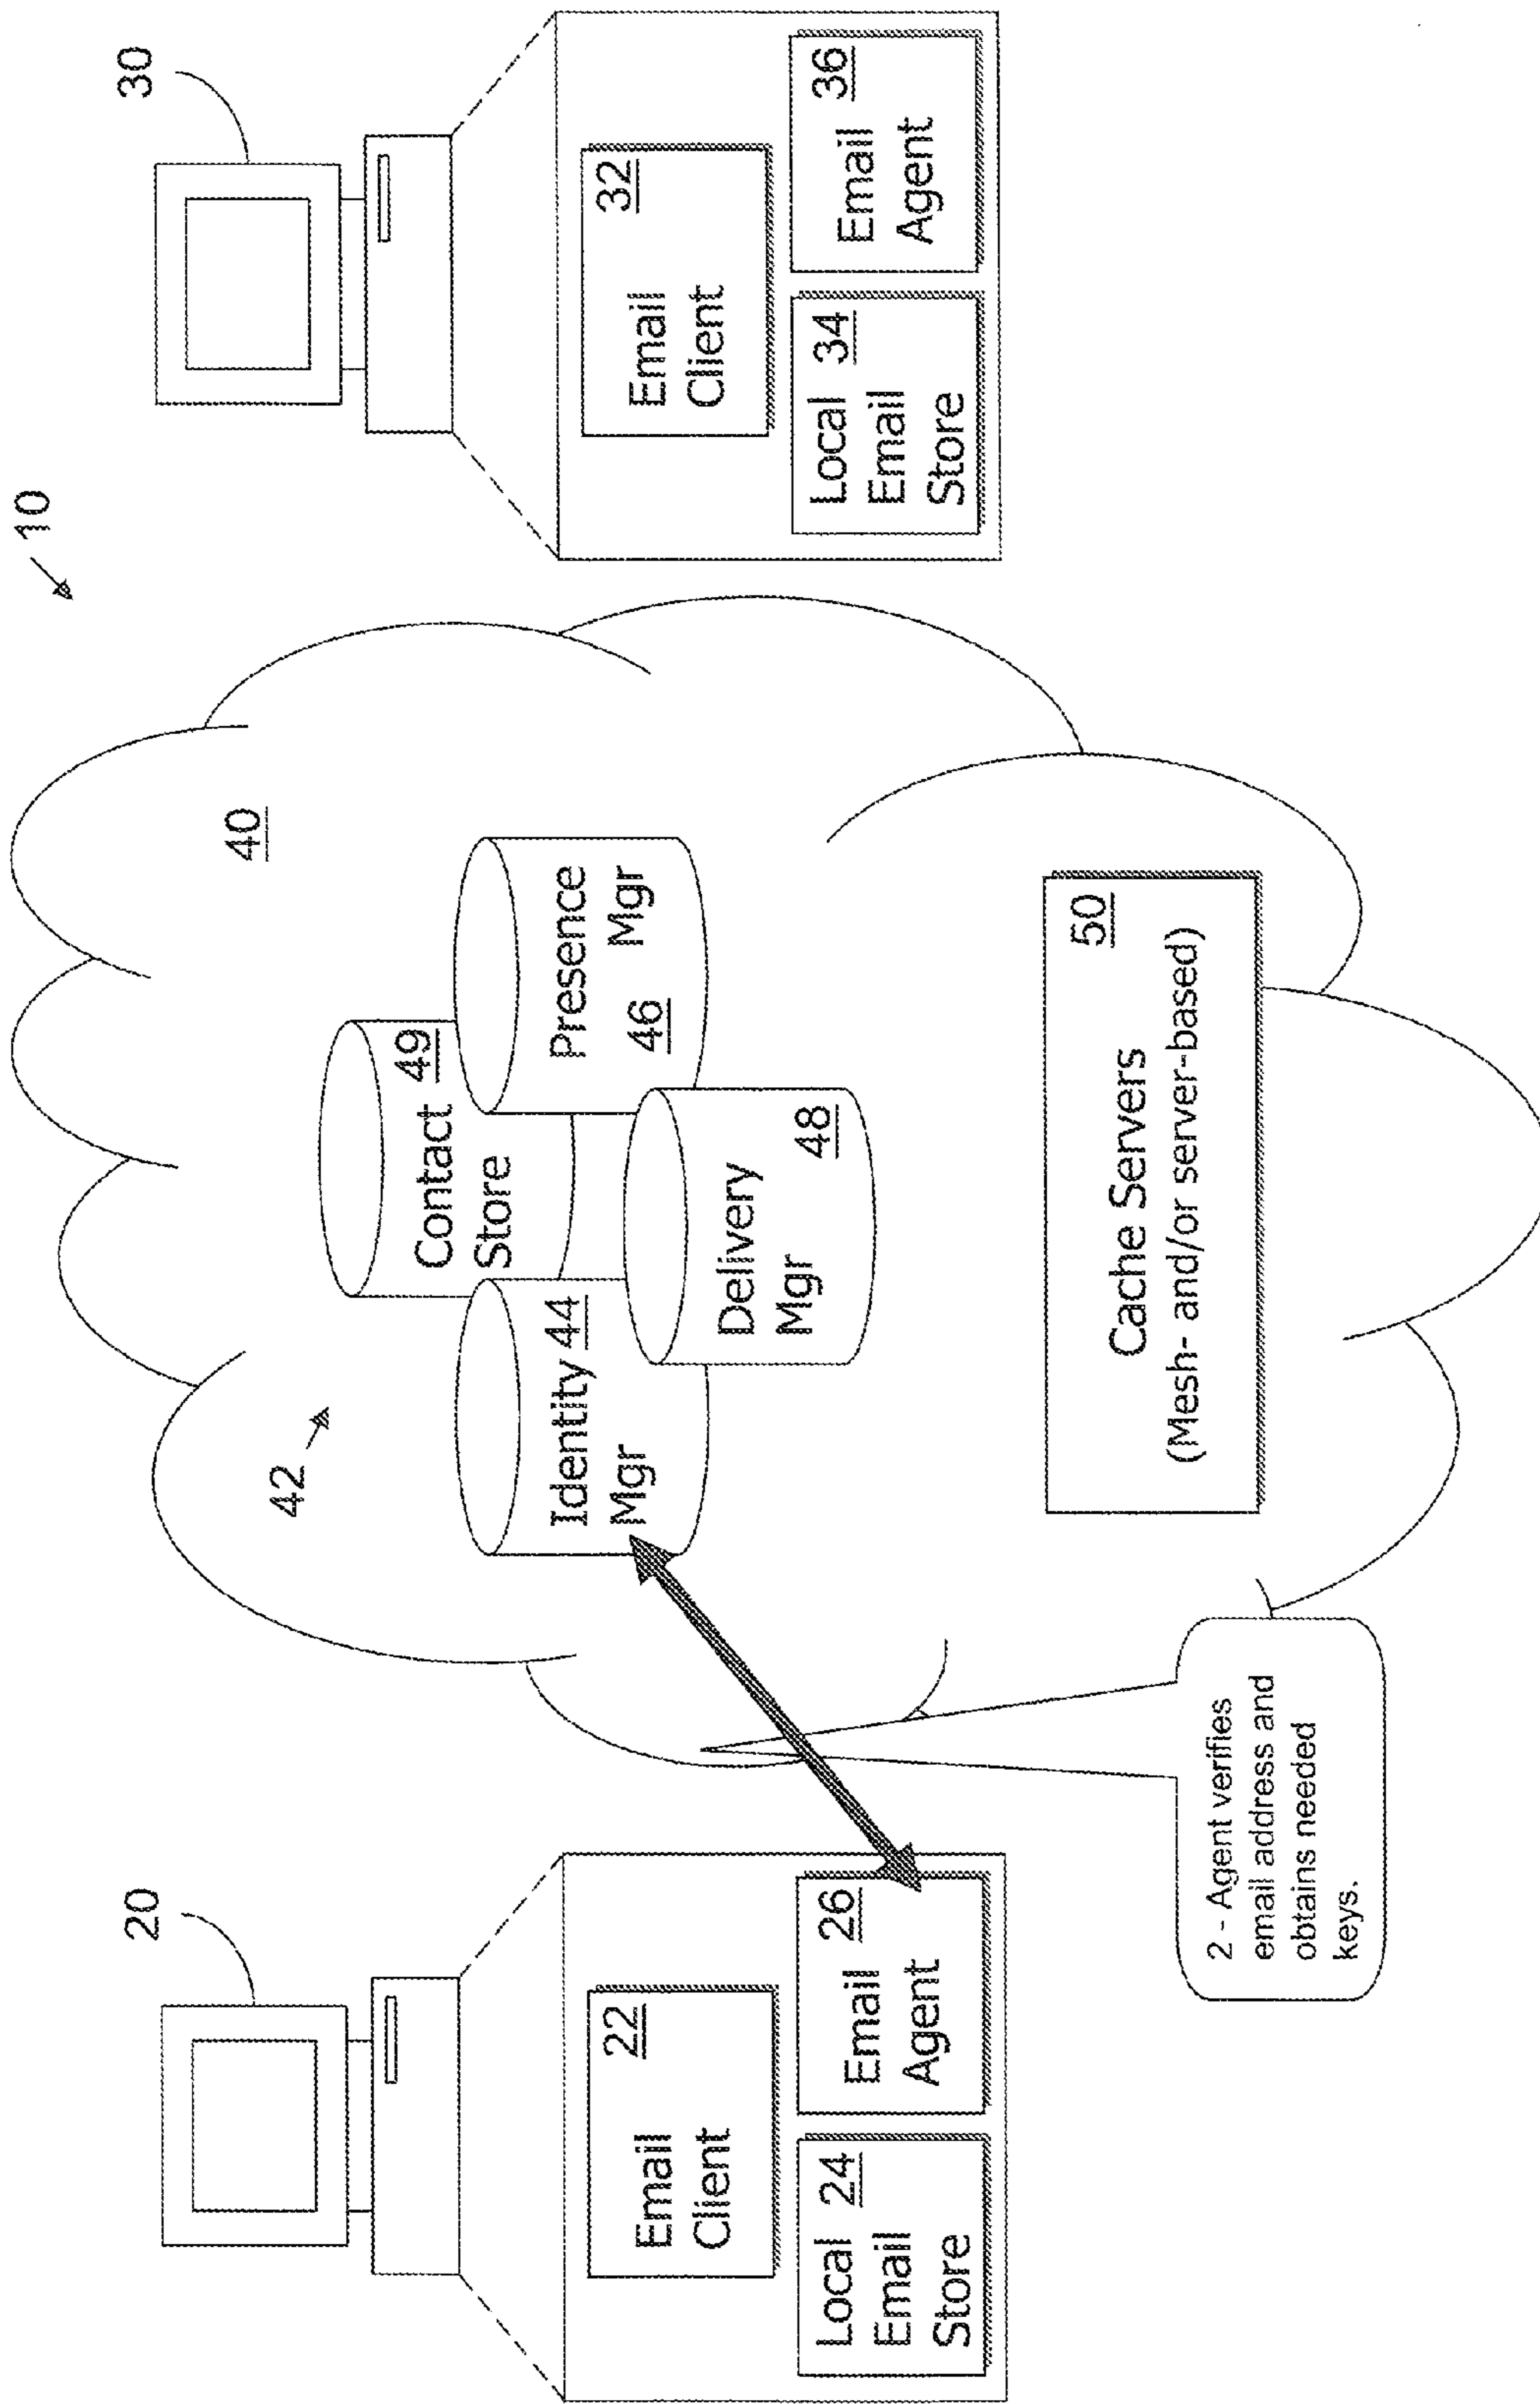 10
20
30
40
42
Email
Client
22
Local 24
Email
Store
Email
Agent
26
Contact
Store
49
Identity 44
Mgr
Presence
46 Mgr
Delivery
Mgr
48
Cache Servers
50
(Mesh- and/or server-based)
2 - Agent verifies
email address and
obtains needed
keys.
Email
Client
32
Local 34
Email
Store
Email
Agent
36